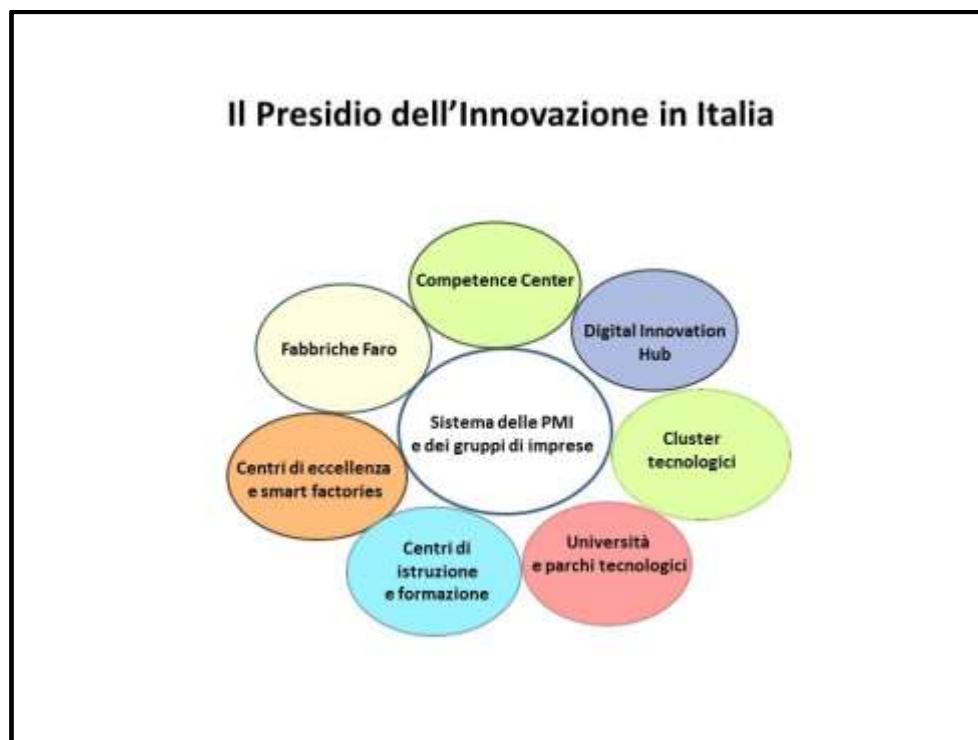 Il Presidio dell’Innovazione in Italia
Competence Center
Fabbriche Faro
Digital Innovation
Hub
Sistema delle PMI
e dei gruppi di imprese
Cluster
tecnologici
Centri di eccellenza
e smart factories
Centri di
istruzione
e formazione
Università
e parchi tecnologici